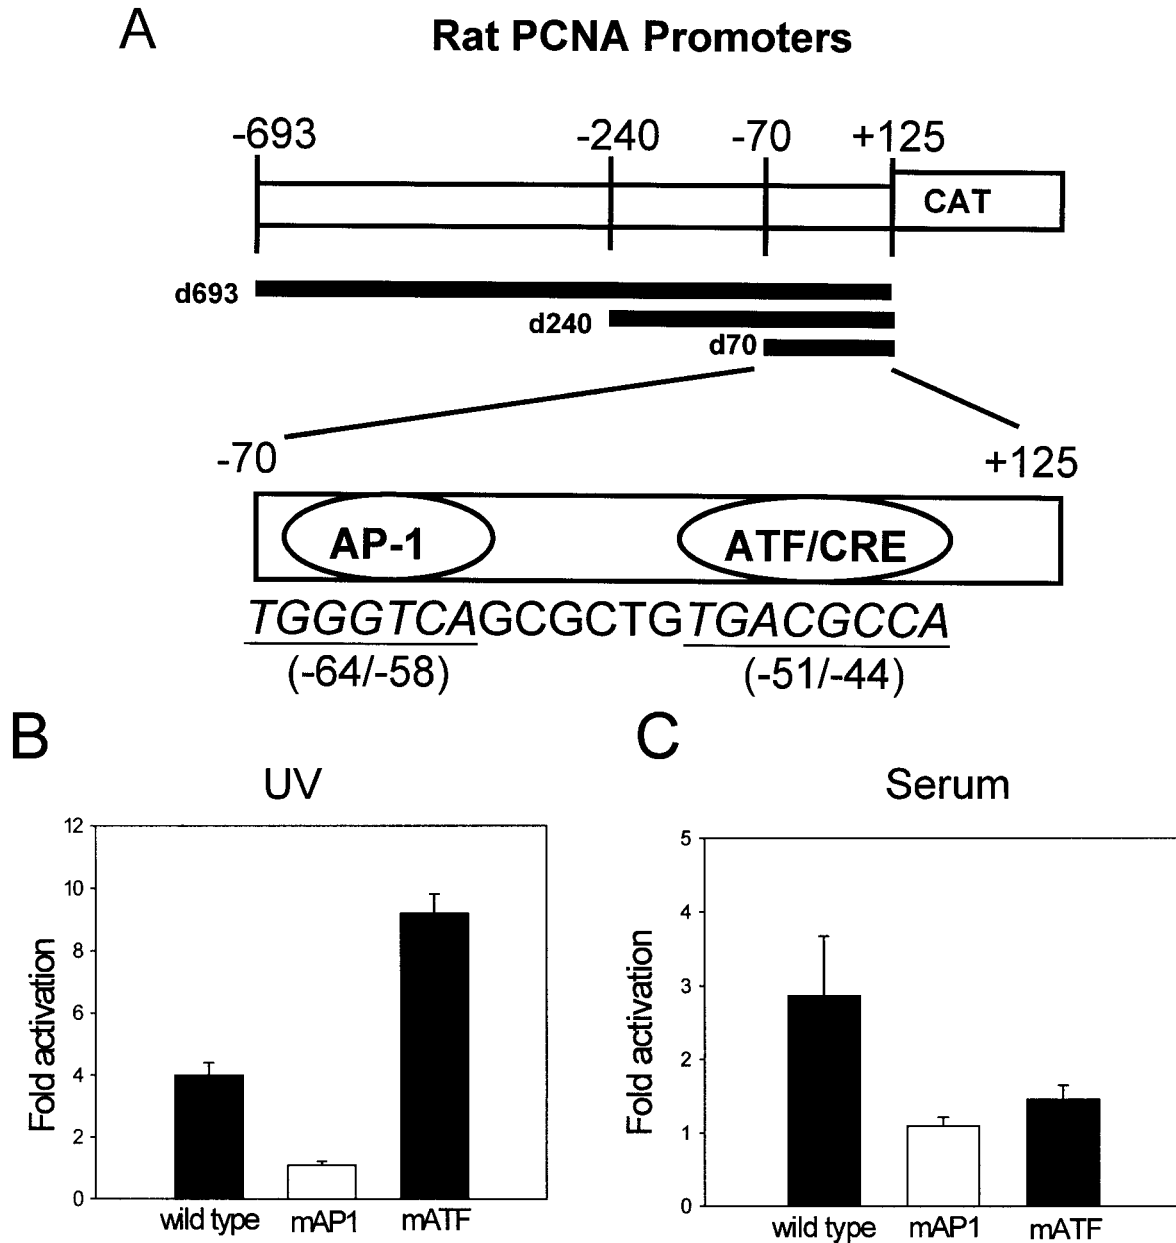 A
Rat PCNA Promoters
-693 -240 -70 +125
CAT
d693
d240
d70
-70 +125
AP-1 ATF/CRE
TGGGTCAGCGCTGTGACGCCA
(-64/-58) (-51/-44)
B
UV
Fold activation
12
10
8
6
4
2
0
wild type mAP1 mATF
C
Serum
Fold activation
5
4
3
2
1
0
wild type mAP1 mATF